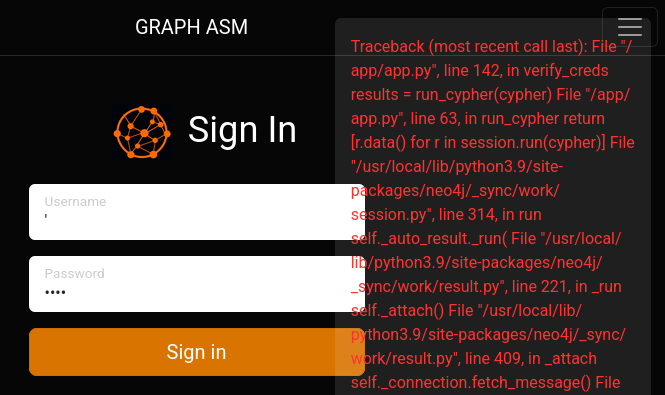 GRAPH ASM
Sign In
Username
'
Password
••••
Sign in
Traceback (most recent call last): File "/
app/app.py", line 142, in verify_creds
results = run_cypher(cypher) File "/app/
app.py", line 63, in run_cypher return
[r.data() for r in session.run(cypher)] File
"/usr/local/lib/python3.9/site-
packages/neo4j/_sync/work/
session.py", line 314, in run
self._auto_result._run( File "/usr/local/
lib/python3.9/site-packages/neo4j/
_sync/work/result.py", line 221, in _run
self._attach() File "/usr/local/lib/
python3.9/site-packages/neo4j/_sync/
work/result.py", line 409, in _attach
self._connection.fetch_message() File